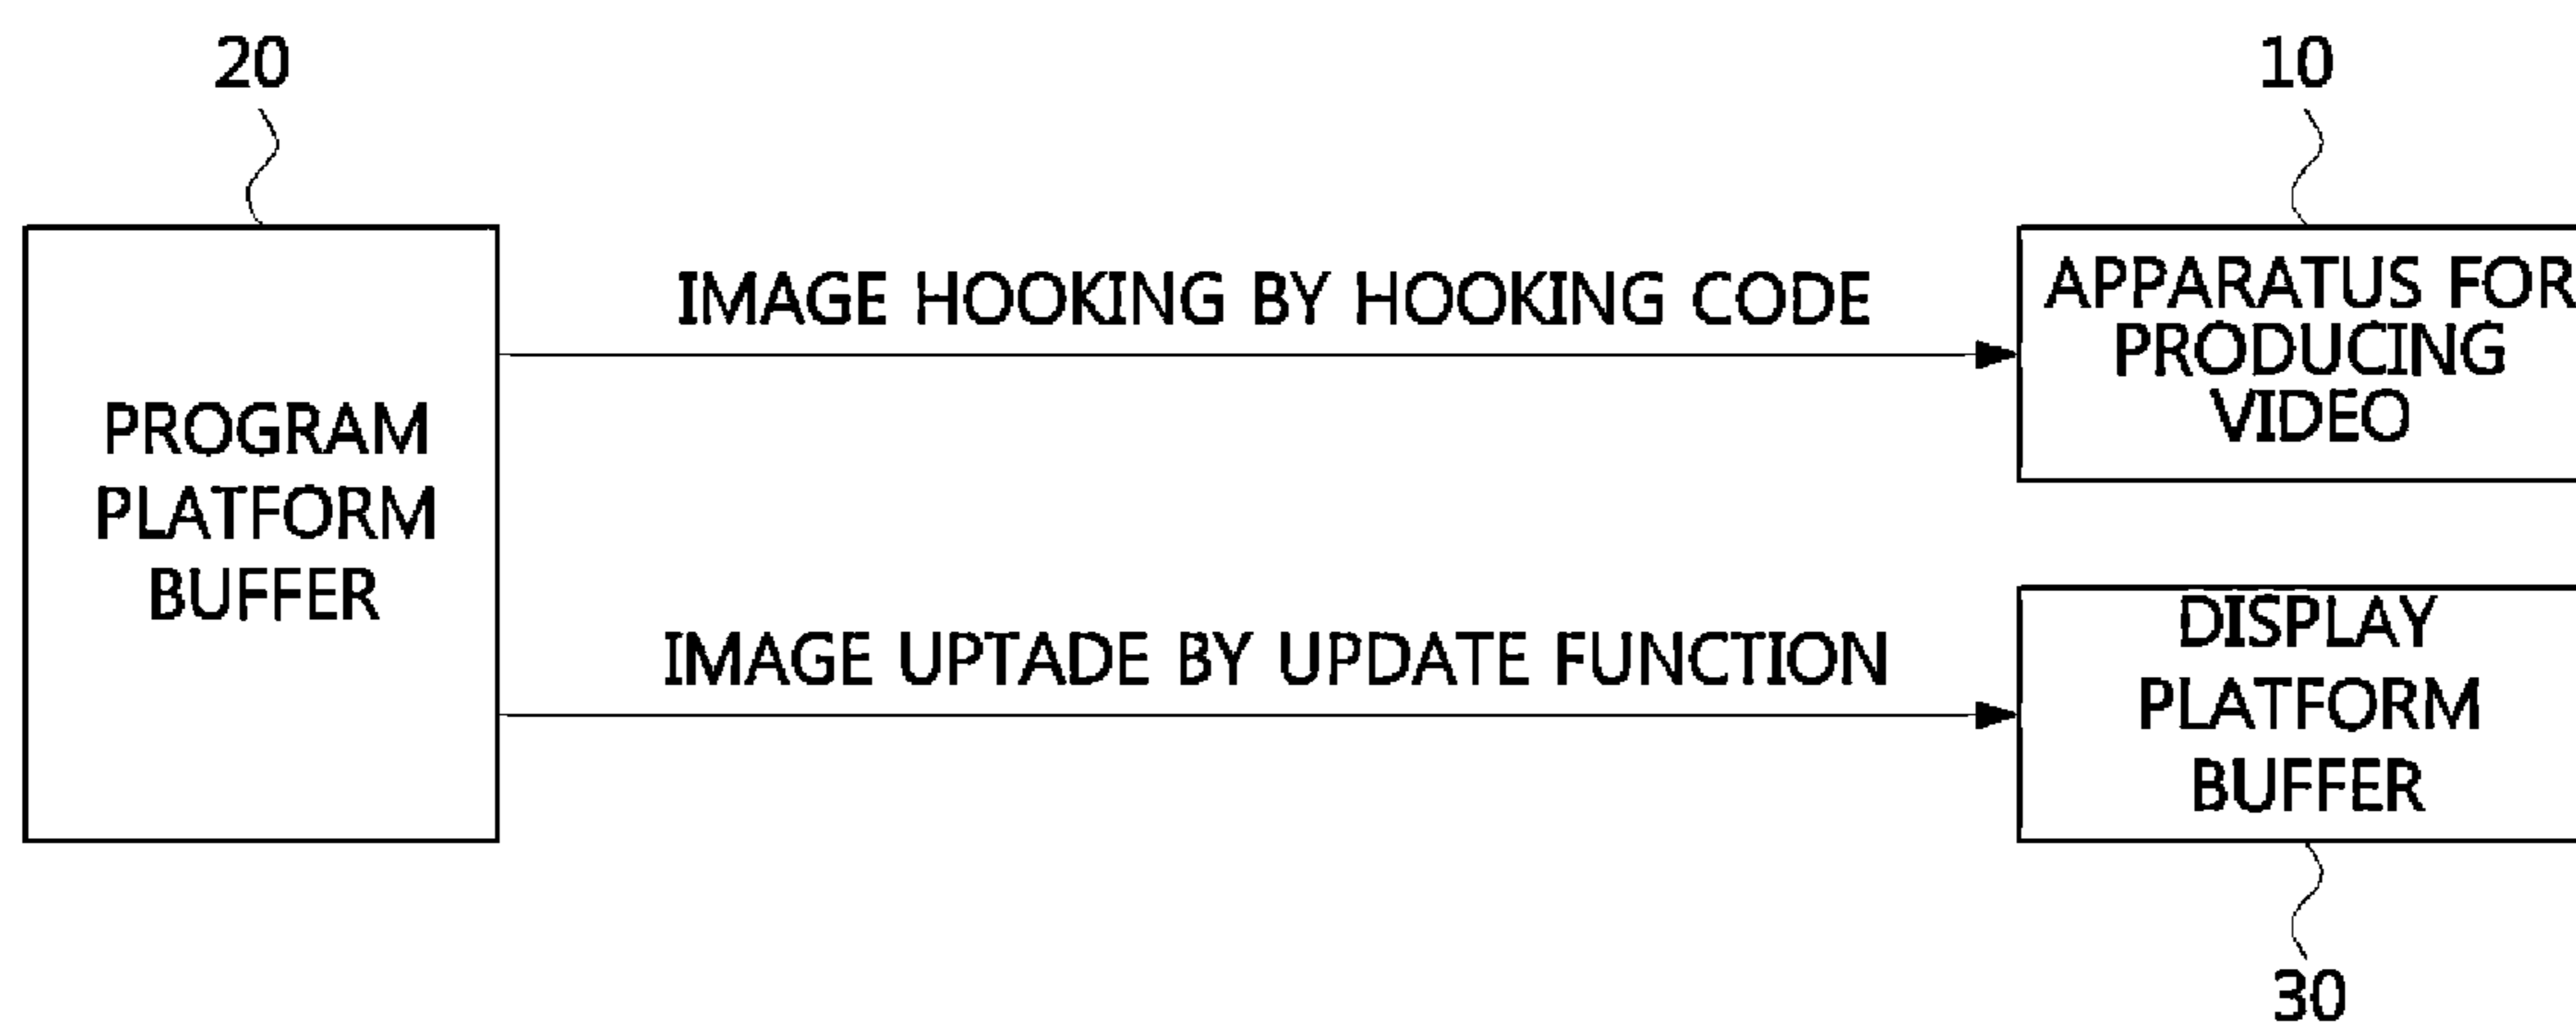 20
10
IMAGE HOOKING BY HOOKING CODE
APPARATUS FOR
PRODUCING
VIDEO
PROGRAM
PLATFORM
BUFFER
IMAGE UPTADE BY UPDATE FUNCTION
DISPLAY
PLATFORM
BUFFER
30